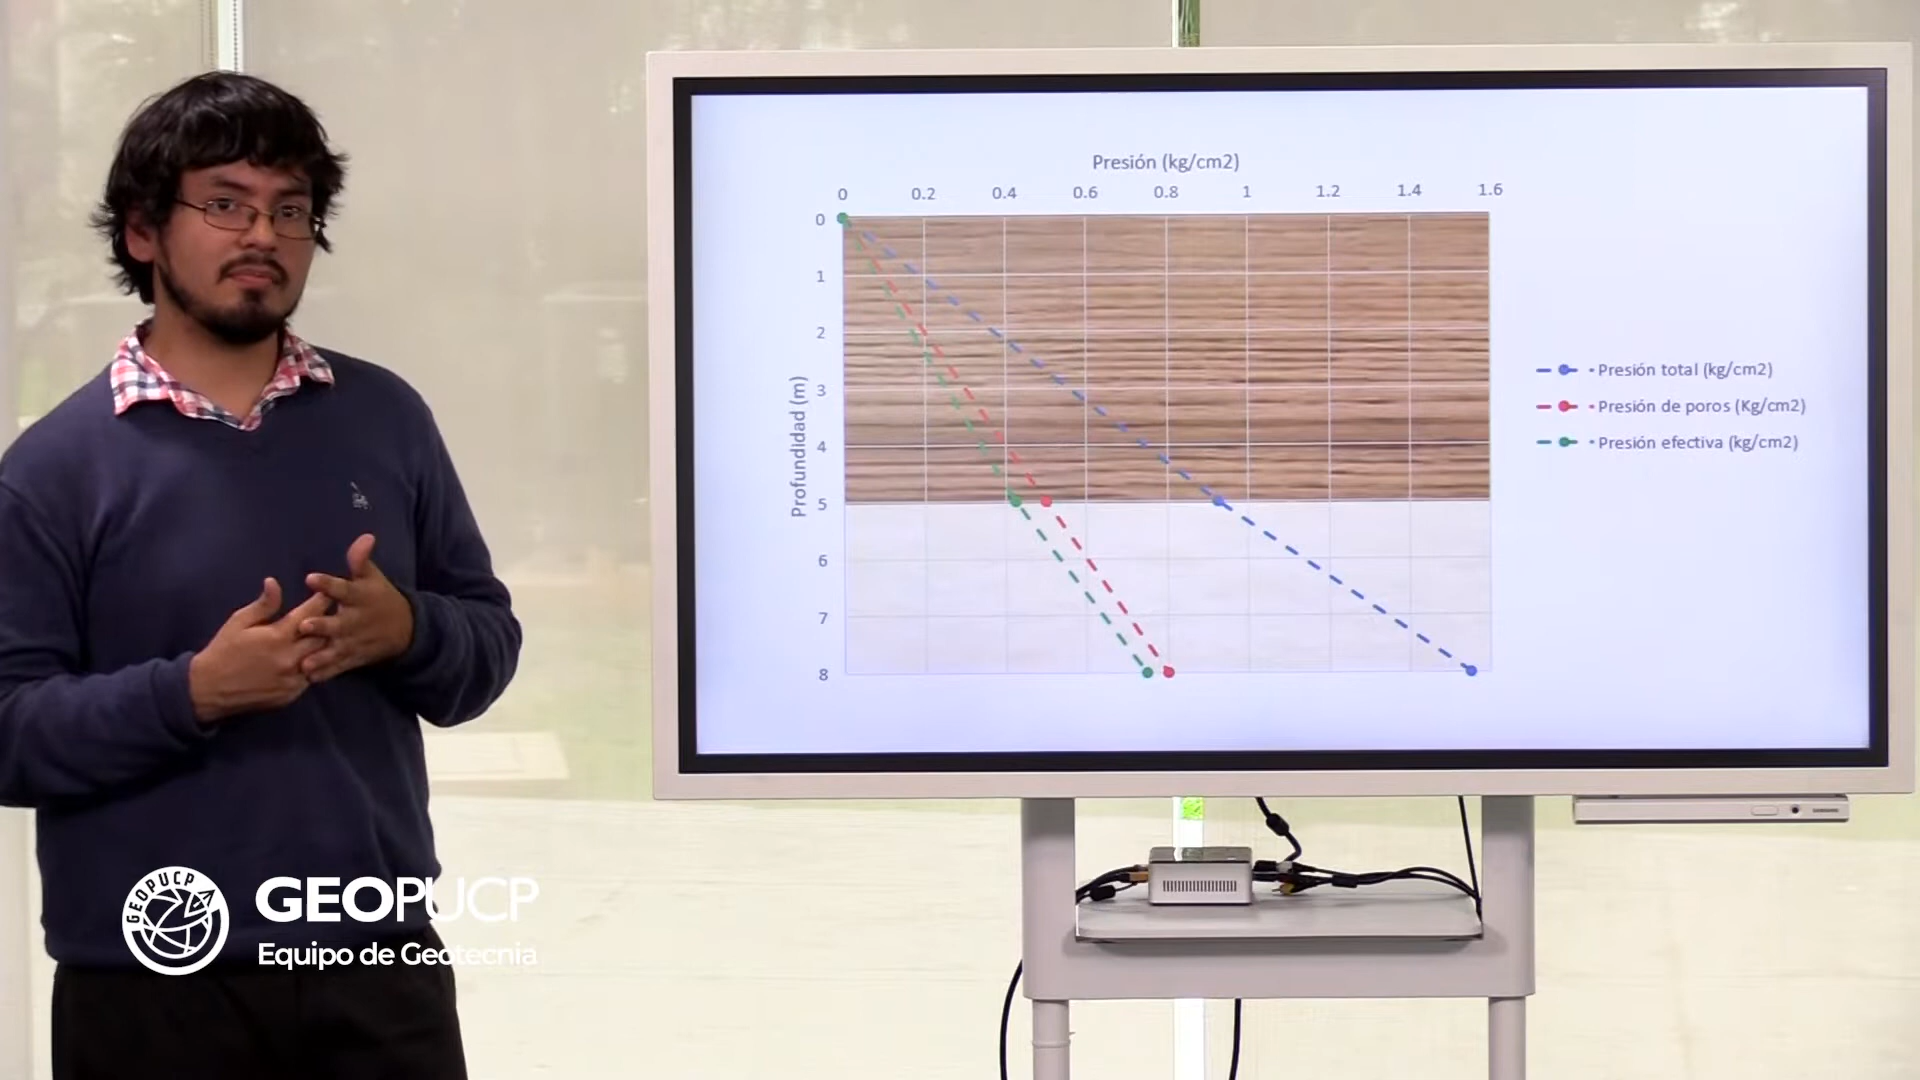 Presión (kg/cm2)
0 0.2 0.4 0.6 0.8 1 1.2 1.4 1.6
0
1
2
3
4
5
6
7
8
Profundidad (m)
Presión total (kg/cm2)
Presión de poros (Kg/cm2)
Presión efectiva (kg/cm2)
GEOPUCP
GEOPUCP
Equipo de Geotecnia